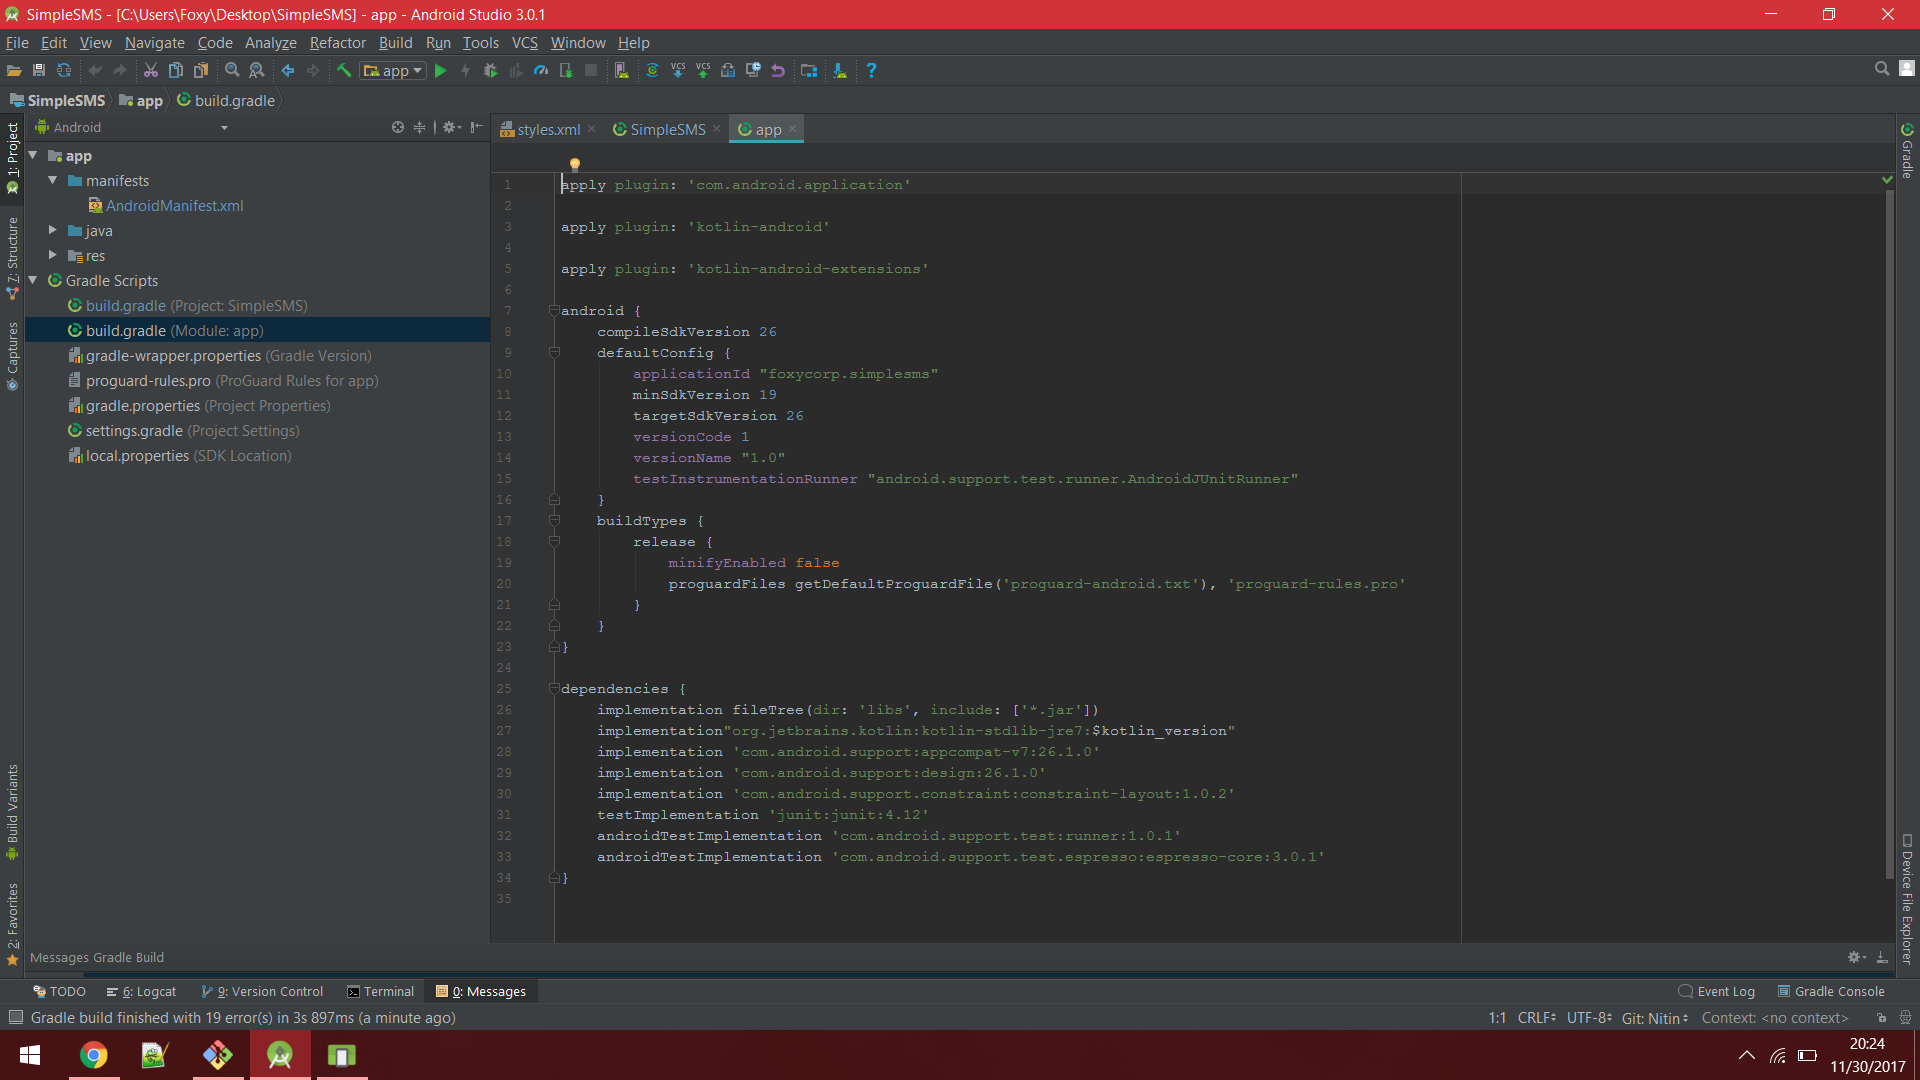 SimpleSMS - [C:\Users\Foxy\Desktop\SimpleSMS] - app - Android Studio 3.0.1
File Edit View Navigate Code Analyze Refactor Build Run Tools VCS Window Help
app
VCS VCS
SimpleSMS app build.gradle
Android
styles.xml SimpleSMS app
1: Project
7: Structure
Captures
Build Variants
2: Favorites
app
manifests
AndroidManifest.xml
java
res
Gradle Scripts
build.gradle (Project: SimpleSMS)
build.gradle (Module: app)
gradle-wrapper.properties (Gradle Version)
proguard-rules.pro (ProGuard Rules for app)
gradle.properties (Project Properties)
settings.gradle (Project Settings)
local.properties (SDK Location)
1 apply plugin: 'com.android.application'
2
3 apply plugin: 'kotlin-android'
4
5 apply plugin: 'kotlin-android-extensions'
6
7 android {
8 compileSdkVersion 26
9 defaultConfig {
10 applicationId "foxycorp.simplesms"
11 minSdkVersion 19
12 targetSdkVersion 26
13 versionCode 1
14 versionName "1.0"
15 testInstrumentationRunner "android.support.test.runner.AndroidJUnitRunner"
16 }
17 buildTypes {
18 release {
19 minifyEnabled false
20 proguardFiles getDefaultProguardFile('proguard-android.txt'), 'proguard-rules.pro'
21 }
22 }
23 }
24
25 dependencies {
26 implementation fileTree(dir: 'libs', include: ['*.jar'])
27 implementation"org.jetbrains.kotlin:kotlin-stdlib-jre7:$kotlin_version"
28 implementation 'com.android.support:appcompat-v7:26.1.0'
29 implementation 'com.android.support:design:26.1.0'
30 implementation 'com.android.support.constraint:constraint-layout:1.0.2'
31 testImplementation 'junit:junit:4.12'
32 androidTestImplementation 'com.android.support.test:runner:1.0.1'
33 androidTestImplementation 'com.android.support.test.espresso:espresso-core:3.0.1'
34 }
35
Gradle
Device File Explorer
Messages Gradle Build
TODO 6: Logcat 9: Version Control Terminal 0: Messages Event Log Gradle Console
Gradle build finished with 19 error(s) in 3s 897ms (a minute ago) 1:1 CRLF UTF-8 Git: Nitin Context: <no context>
20:24
11/30/2017